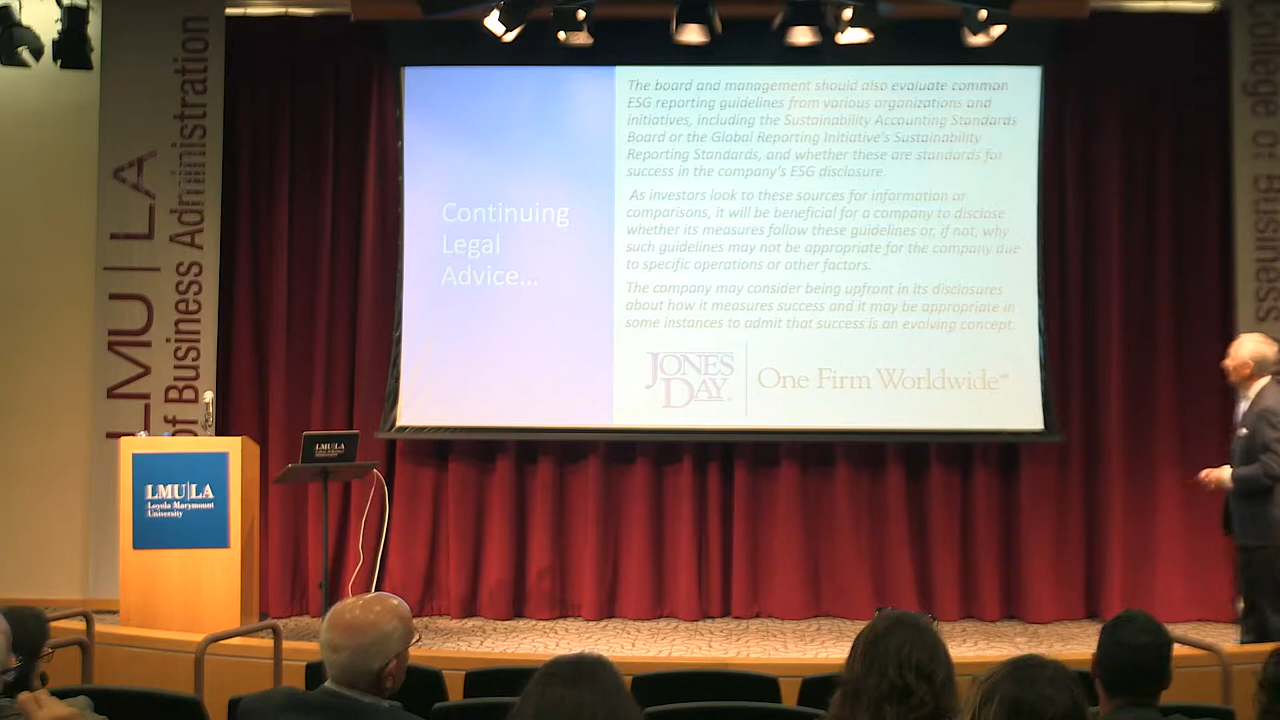 The board and management should also evaluate common
ESG reporting guidelines from various organizations and
initiatives, including the Sustainability Accounting Standards
Board or the Global Reporting Initiative's Sustainability
Reporting Standards, and whether these are standards for
success in the company's ESG disclosure.
As investors look to these sources for information or
comparisons, it will be beneficial for a company to disclose
whether its measures follow these guidelines or, if not, why
such guidelines may not be appropriate for the company due
to specific operations or other factors.
The company may consider being upfront in its disclosures
about how it measures success and it may be appropriate in
some instances to admit that success is an evolving concept.
Continuing
Legal
Advice...
JONES
DAY
One Firm Worldwide
LMU|LA
of Business Administration
College of Business
LMU|LA
Loyola Marymount
University
LMU|LA